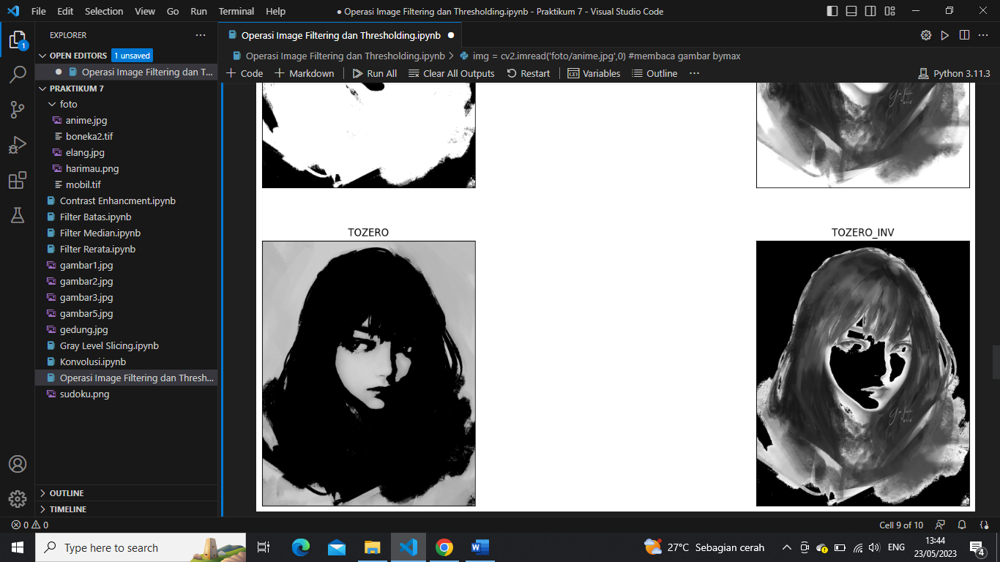 File Edit Selection View Go Run Terminal Help
● Operasi Image Filtering dan Thresholding.ipynb - Praktikum 7 - Visual Studio Code
EXPLORER
OPEN EDITORS 1 unsaved
Operasi Image Filtering dan T...
PRAKTIKUM 7
foto
anime.jpg
boneka2.tif
elang.jpg
harimau.png
mobil.tif
Contrast Enhancment.ipynb
Filter Batas.ipynb
Filter Median.ipynb
Filter Rerata.ipynb
gambar1.jpg
gambar2.jpg
gambar3.jpg
gambar5.jpg
gedung.jpg
Gray Level Slicing.ipynb
Konvolusi.ipynb
Operasi Image Filtering dan Thresh...
sudoku.png
OUTLINE
TIMELINE
1
Operasi Image Filtering dan Thresholding.ipynb
Operasi Image Filtering dan Thresholding.ipynb > img = cv2.imread('foto/anime.jpg',0) #membaca gambar bymax
Code Markdown Run All Clear All Outputs Restart Variables Outline ... Python 3.11.3
TOZERO
TOZERO_INV
0 0
Cell 9 of 10
Type here to search
27°C Sebagian cerah
ENG
13:44
23/05/2023
4